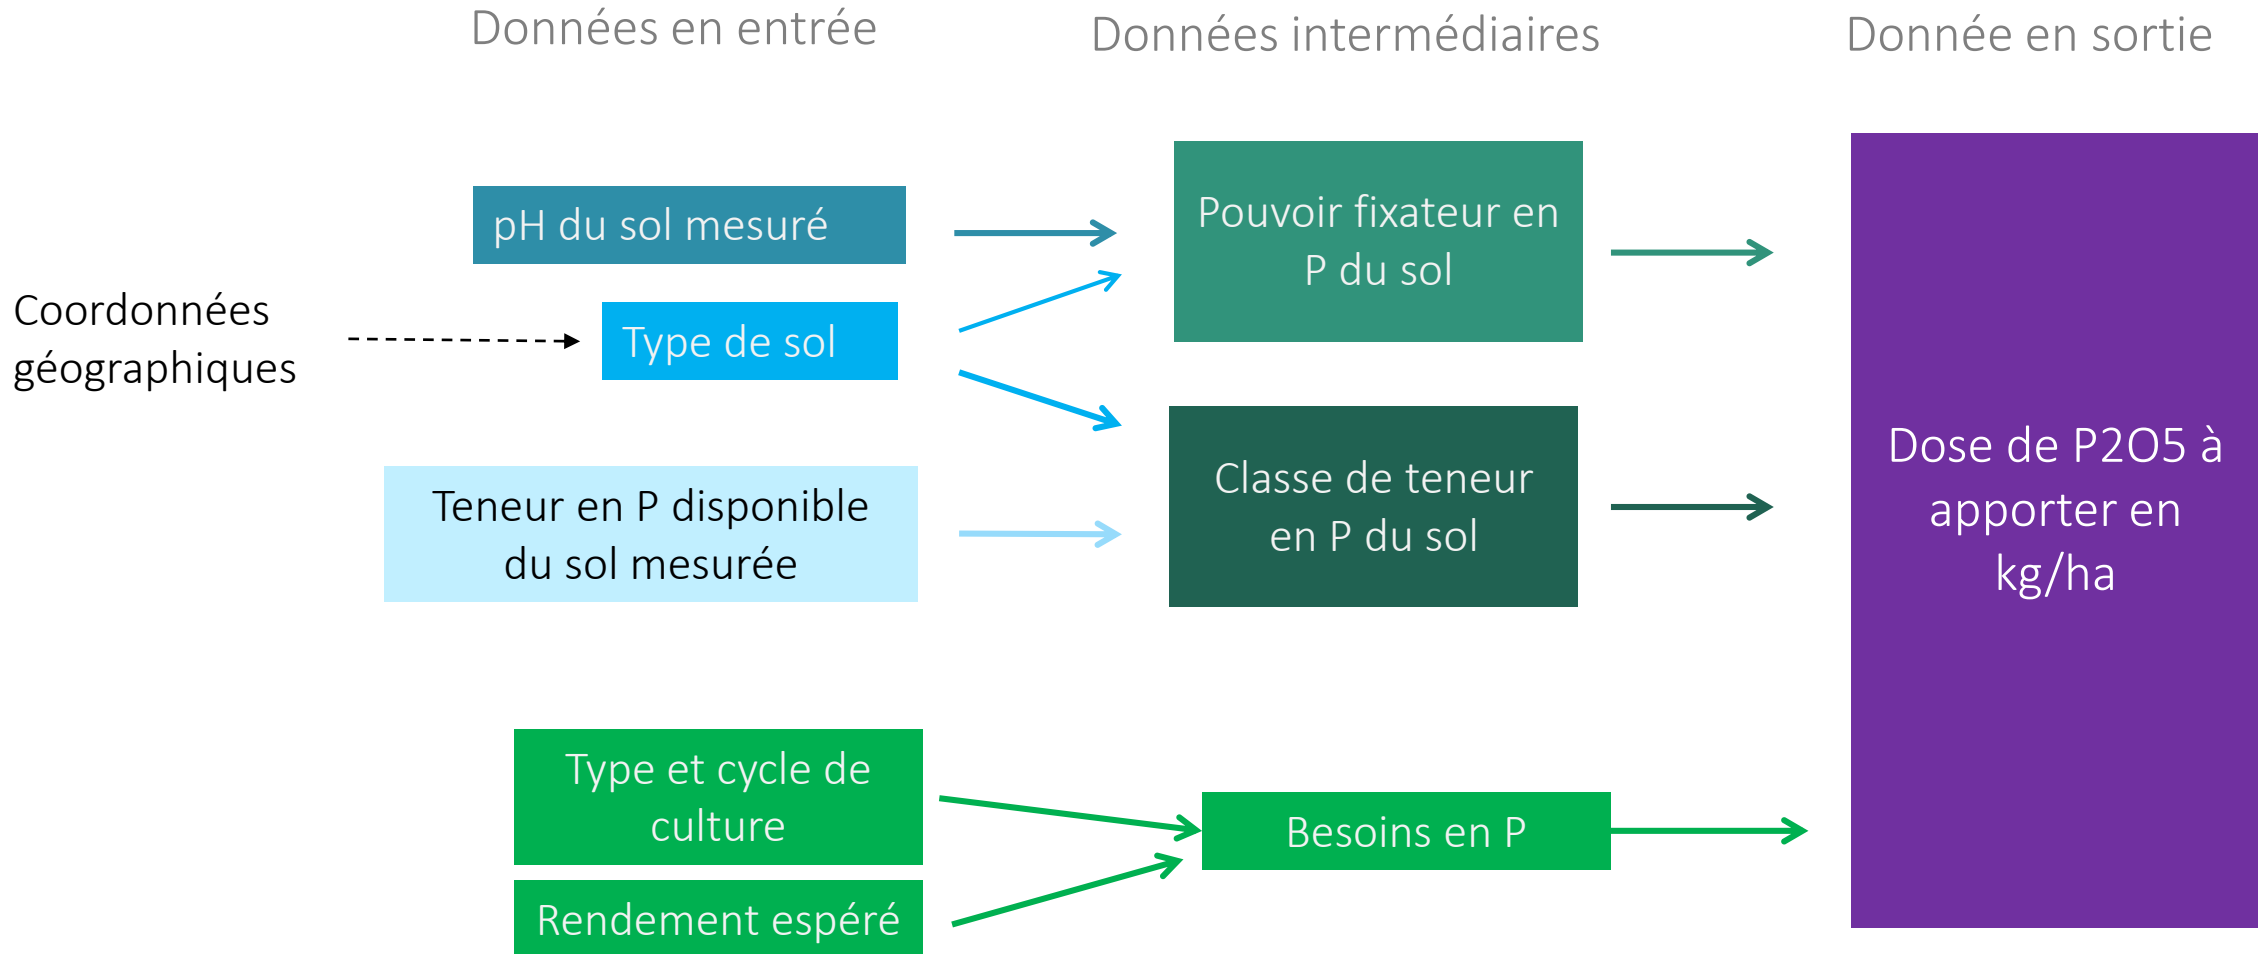 Données en entrée
Données intermédiaires
Donnée en sortie
pH du sol mesuré
Pouvoir fixateur en
P du sol
Coordonnées
géographiques
Type de sol
Teneur en P disponible
du sol mesurée
Classe de teneur
en P du sol
Dose de P2O5 à
apporter en
kg/ha
Type et cycle de
culture
Rendement espéré
Besoins en P